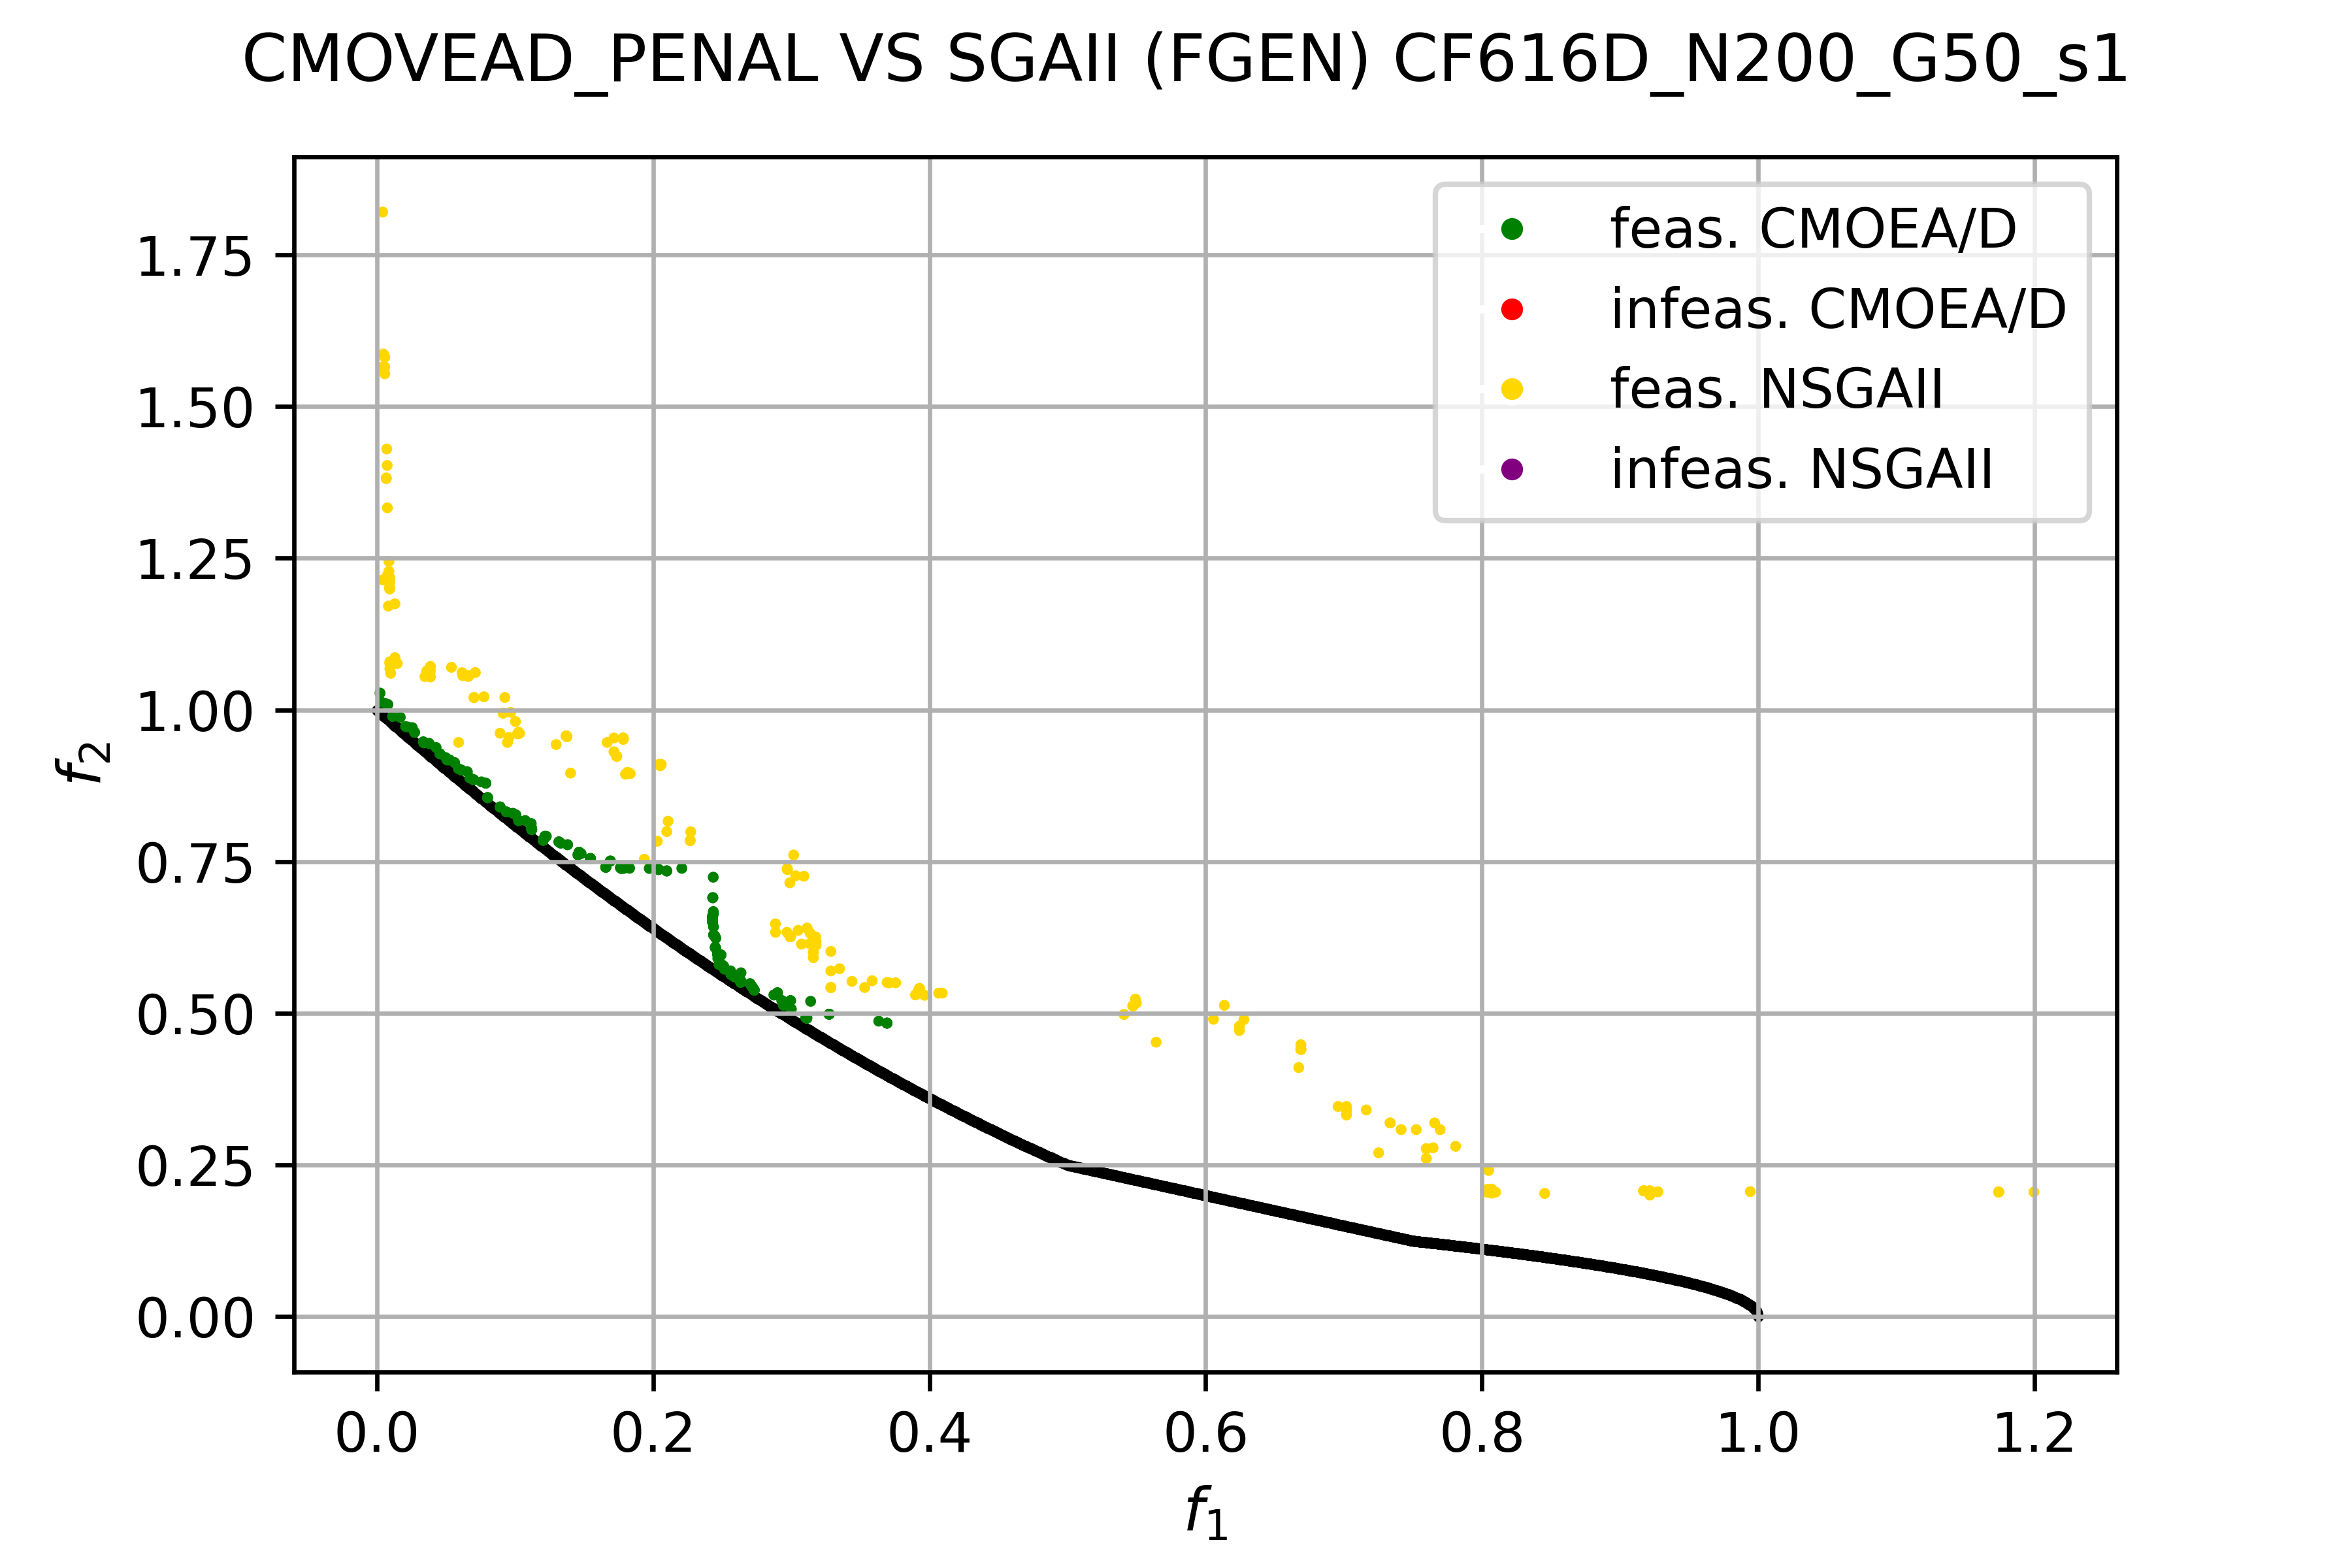 CMOVEAD_PENAL VS SGAII (FGEN) CF616D_N200_G50_s1
feas. CMOEA/D
infeas. CMOEA/D
feas. NSGAII
infeas. NSGAII
1.75
1.50
1.25
1.00
0.75
0.50
0.25
0.00
f2
0.0 0.2 0.4 0.6 0.8 1.0 1.2
f1